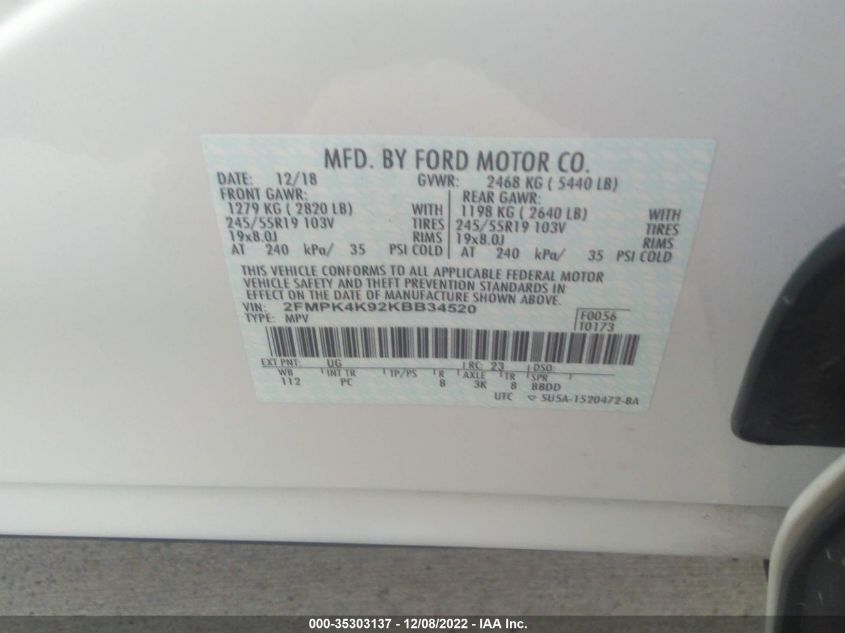 MFD. BY FORD MOTOR CO.
DATE: 12/18 GVWR: 2468 KG ( 5440 LB)
FRONT GAWR: REAR GAWR:
1279 KG ( 2820 LB) WITH 1198 KG ( 2640 LB) WITH
245/55R19 103V TIRES 245/55R19 103V TIRES
19x8.0J RIMS 19x8.0J RIMS
AT 240 kPa/ 35 PSI COLD AT 240 kPa/ 35 PSI COLD
THIS VEHICLE CONFORMS TO ALL APPLICABLE FEDERAL MOTOR
VEHICLE SAFETY AND THEFT PREVENTION STANDARDS IN
EFFECT ON THE DATE OF MANUFACTURE SHOWN ABOVE.
VIN: 2FMPK4K92KBB34520 F0056
TYPE: MPV T0173
EXT PNT: UG RC: 23 DSO:
WB INT TR TP/PS R AXLE TR SPR
112 PC 8 3K 8 BBDD
UTC 5U5A-1520472-BA
000-35303137 - 12/08/2022 - IAA Inc.